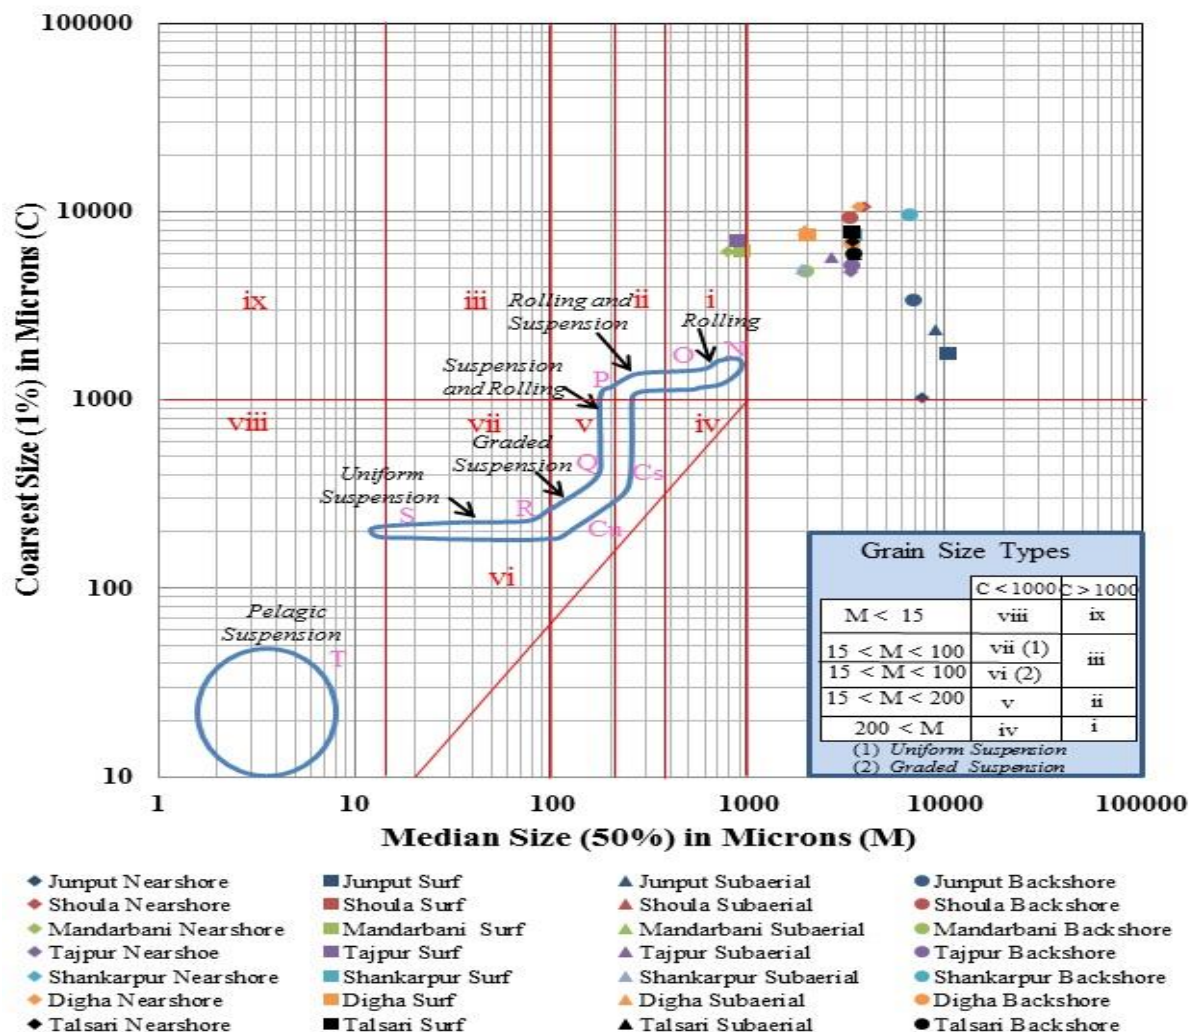 100000
10000
1000
100
10
Coarsest Size (1%) in Microns (C)
ix
iii
Rolling and
Suspension
ii
i
Rolling
O
N
Suspension
and Rolling
P
viii
vii
v
iv
Graded
Suspension
Q
Cs
Uniform
Suspension
S
R
Cu
vi
Pelagic
Suspension
T
Grain Size Types
C < 1000 C > 1000
M < 15 viii ix
15 < M < 100 vii (1) iii
15 < M < 100 vi (2)
15 < M < 200 v ii
200 < M iv i
(1) Uniform Suspension
(2) Graded Suspension
1 10 100 1000 10000 100000
Median Size (50%) in Microns (M)
Junput Nearshore Junput Surf Junput Subaerial Junput Backshore
Shoula Nearshore Shoula Surf Shoula Subaerial Shoula Backshore
Mandarbani Nearshore Mandarbani Surf Mandarbani Subaerial Mandarbani Backshore
Tajpur Nearshoe Tajpur Surf Tajpur Subaerial Tajpur Backshore
Shankarpur Nearshore Shankarpur Surf Shankarpur Subaerial Shankarpur Backshore
Digha Nearshore Digha Surf Digha Subaerial Digha Backshore
Talsari Nearshore Talsari Surf Talsari Subaerial Talsari Backshore